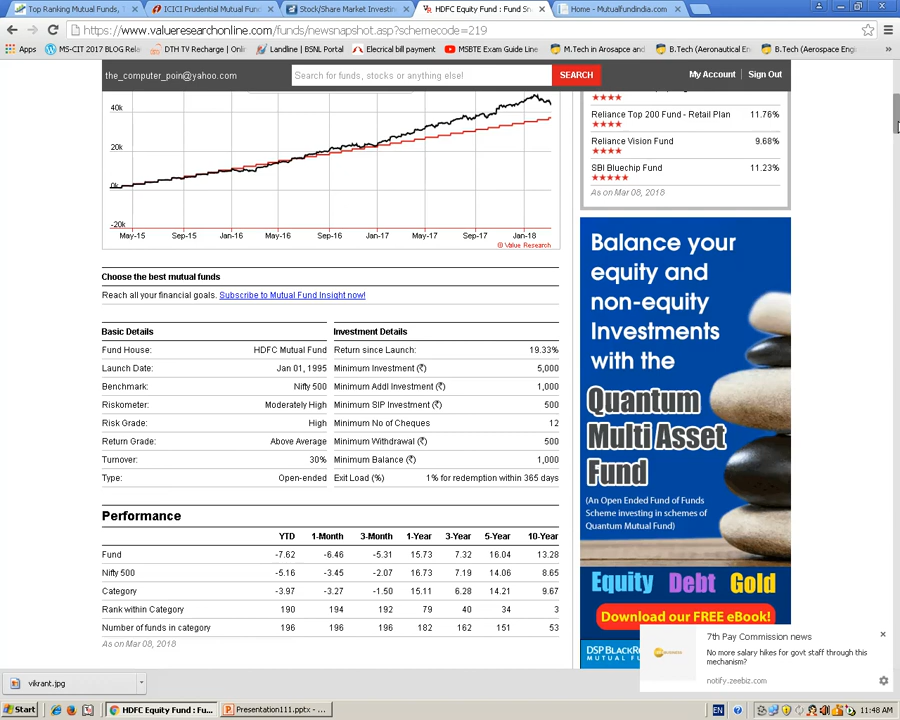 Top Ranking Mutual Funds,
ICICI Prudential Mutual Fund
Stock/Share Market Investing
HDFC Equity Fund : Fund Sn
Home - Mutualfundindia.com
https://www.valueresearchonline.com/funds/newsnapshot.asp?schemecode=219
Apps
MS-CIT 2017 BLOG Rela
DTH TV Recharge | Onlin
Landline | BSNL Portal
Elecrical bill payment
MSBTE Exam Guide Line
M.Tech in Arosapce and
B.Tech (Aeronautical En
B.Tech (Aerospace Eng
the_computer_poin@yahoo.com
Search for funds, stocks or anything else!
SEARCH
My Account
Sign Out
40k
20k
0k
-20k
May-15 Sep-15 Jan-16 May-16 Sep-16 Jan-17 May-17 Sep-17 Jan-18
© Value Research
Reliance Top 200 Fund - Retail Plan 11.76%
Reliance Vision Fund 9.68%
SBI Bluechip Fund 11.23%
As on Mar 08, 2018
Choose the best mutual funds
Reach all your financial goals. Subscribe to Mutual Fund Insight now!
Basic Details
Fund House: HDFC Mutual Fund
Launch Date: Jan 01, 1995
Benchmark: Nifty 500
Riskometer: Moderately High
Risk Grade: High
Return Grade: Above Average
Turnover: 30%
Type: Open-ended
Investment Details
Return since Launch: 19.33%
Minimum Investment (₹) 5,000
Minimum Addl Investment (₹) 1,000
Minimum SIP Investment (₹) 500
Minimum No of Cheques 12
Minimum Withdrawal (₹) 500
Minimum Balance (₹) 1,000
Exit Load (%) 1% for redemption within 365 days
Performance
YTD 1-Month 3-Month 1-Year 3-Year 5-Year 10-Year
Fund -7.62 -6.46 -5.31 15.73 7.32 16.04 13.28
Nifty 500 -5.16 -3.45 -2.07 16.73 7.19 14.06 8.65
Category -3.97 -3.27 -1.50 15.11 6.28 14.21 9.67
Rank within Category 190 194 192 79 40 34 3
Number of funds in category 196 196 196 182 162 151 53
As on Mar 08, 2018
Balance your
equity and
non-equity
Investments
with the
Quantum
Multi Asset
Fund
(An Open Ended Fund of Funds
Scheme investing in schemes of
Quantum Mutual Fund)
Equity Debt Gold
Download our FREE eBook!
DSP BLACKR
MUTUAL FU
7th Pay Commission news
No more salary hikes for govt staff through this
mechanism?
notify.zeebiz.com
vikrant.jpg
Start
HDFC Equity Fund : Fu...
Presentation111.pptx - ...
EN
11:48 AM